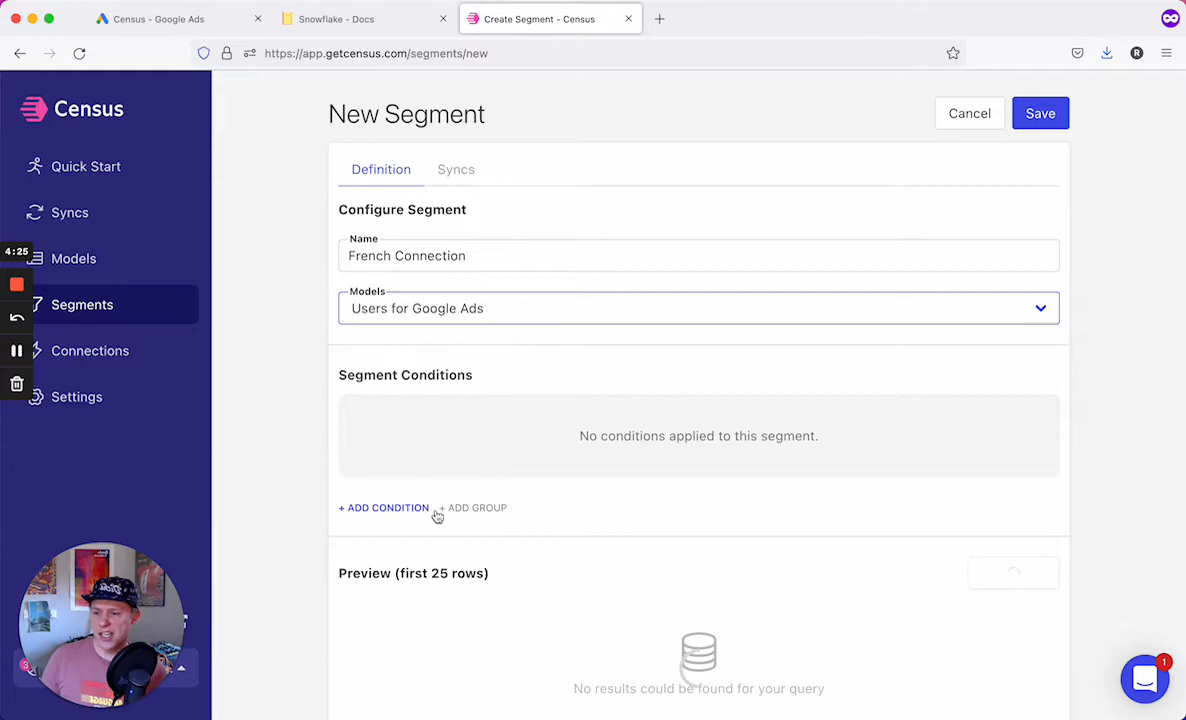 Census - Google Ads
Snowflake - Docs
Create Segment - Census
https://app.getcensus.com/segments/new
R
Census
New Segment
Cancel
Save
Quick Start
Syncs
4:25
Models
Segments
Connections
Settings
Definition
Syncs
Configure Segment
Name
French Connection
Models
Users for Google Ads
Segment Conditions
No conditions applied to this segment.
+ ADD CONDITION
+ ADD GROUP
Preview (first 25 rows)
No results could be found for your query
3
1